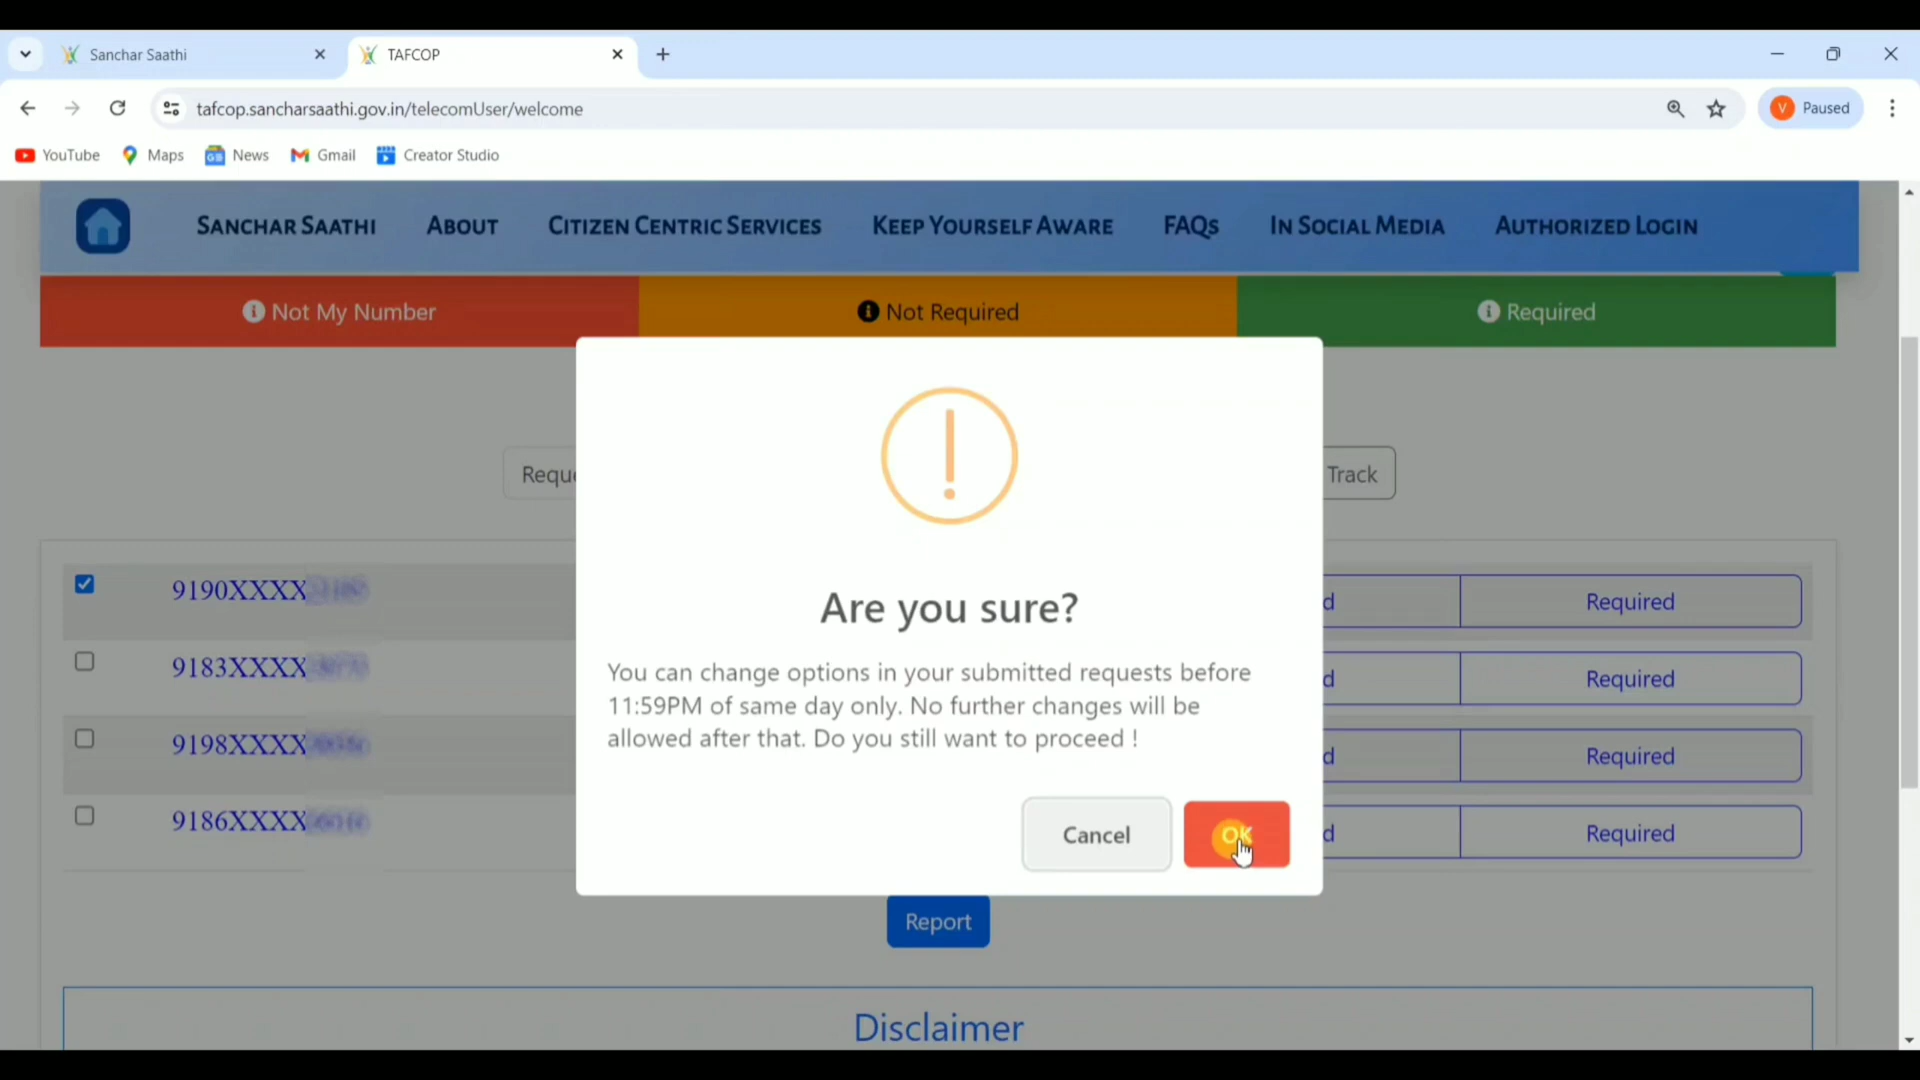 Sanchar Saathi
TAFCOP
tafcop.sancharsaathi.gov.in/telecomUser/welcome
V Paused
YouTube Maps News Gmail Creator Studio
SANCHAR SAATHI ABOUT CITIZEN CENTRIC SERVICES KEEP YOURSELF AWARE FAQS IN SOCIAL MEDIA AUTHORIZED LOGIN
Not My Number Not Required Required
Track
Are you sure?
You can change options in your submitted requests before
11:59PM of same day only. No further changes will be
allowed after that. Do you still want to proceed !
Cancel OK
9190XXXX Required
9183XXXX Required
9198XXXX Required
9186XXXX Required
Report
Disclaimer